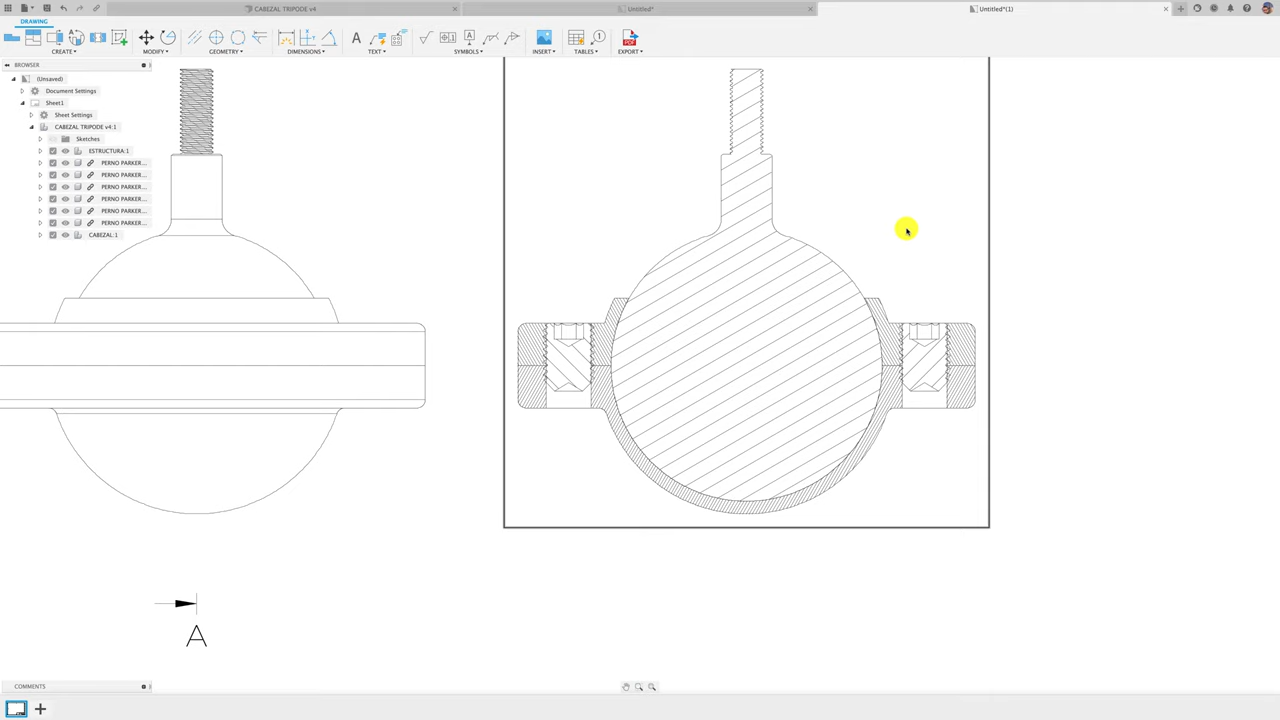 CABEZAL TRIPODE v4
Untitled*
Untitled*(1)
DRAWING
CREATE
MODIFY
GEOMETRY
DIMENSIONS
TEXT
SYMBOLS
INSERT
TABLES
EXPORT
BROWSER
(Unsaved)
Document Settings
Sheet1
Sheet Settings
CABEZAL TRIPODE v4:1
Sketches
ESTRUCTURA:1
PERNO PARKER...
PERNO PARKER...
PERNO PARKER...
PERNO PARKER...
PERNO PARKER...
PERNO PARKER...
CABEZAL:1
A
COMMENTS